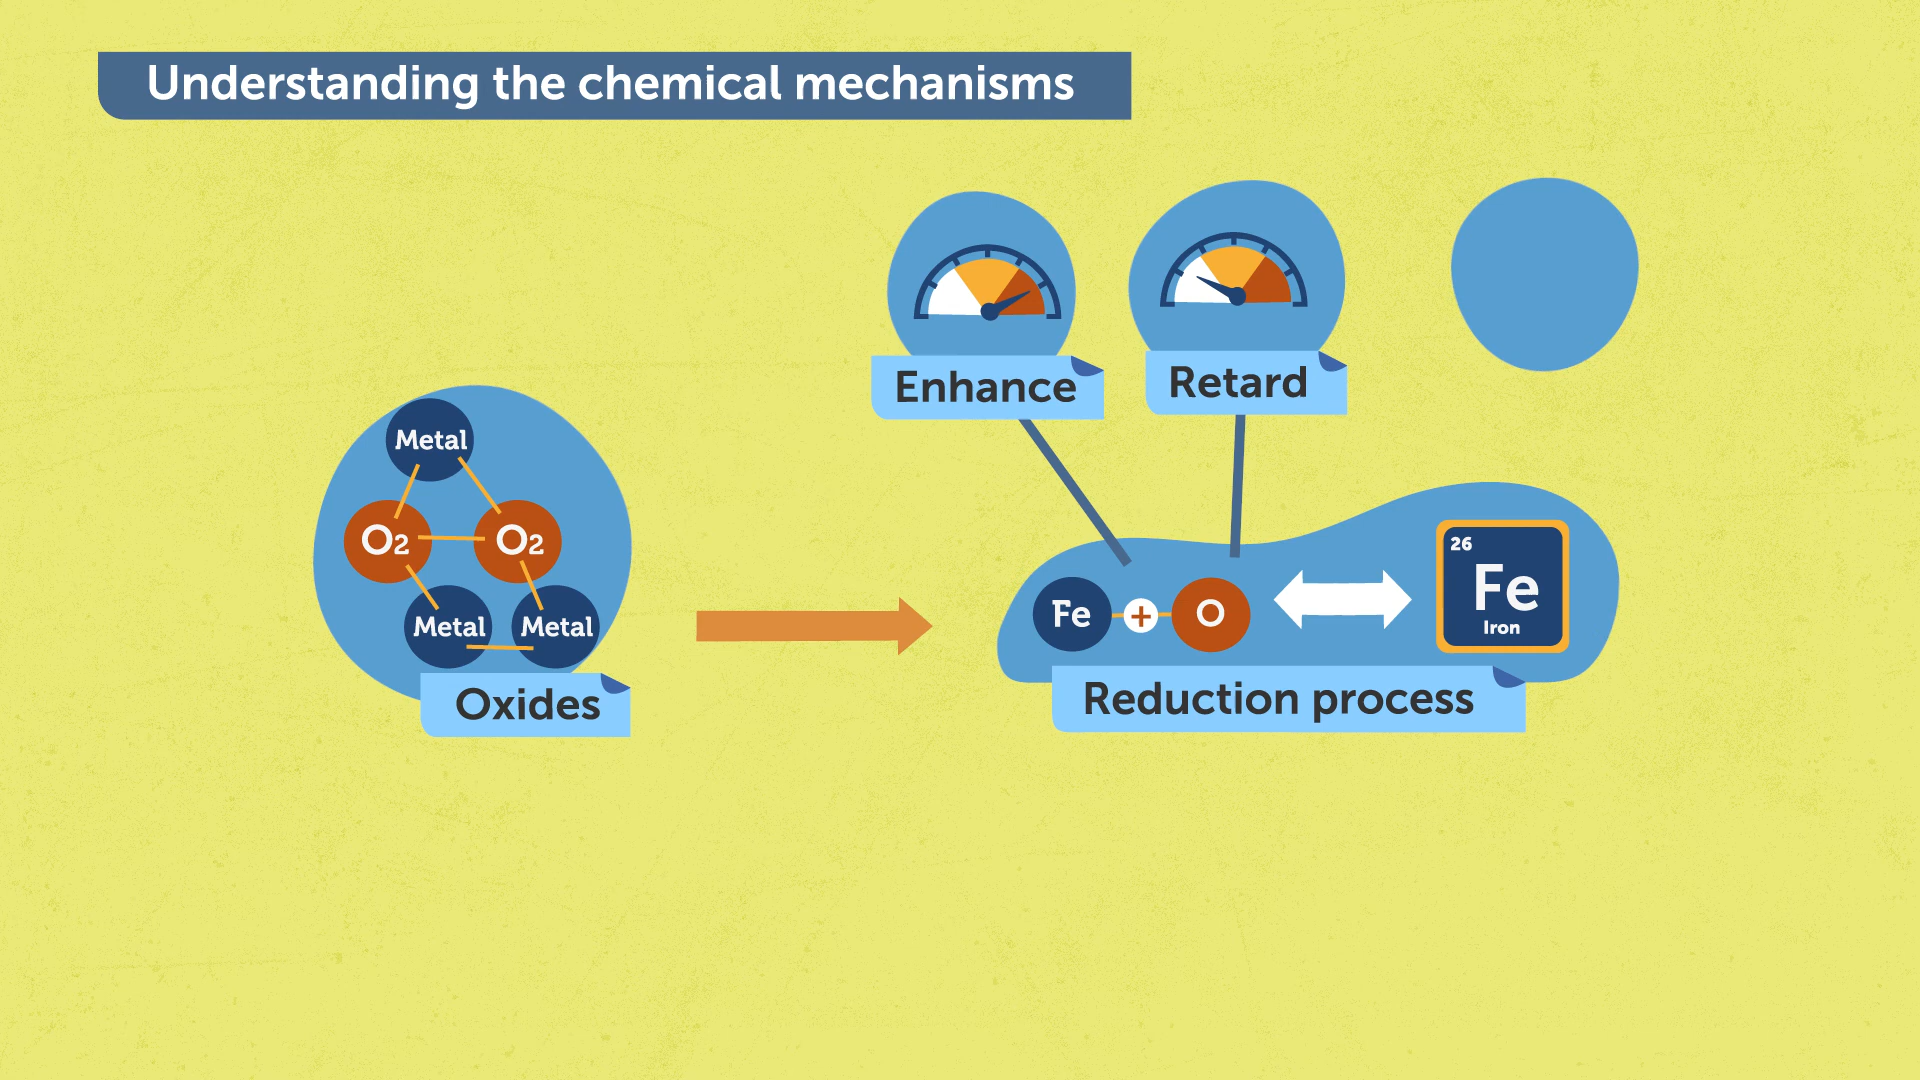 Understanding the chemical mechanisms
Enhance
Retard
Metal
O2
O2
Metal
Metal
Oxides
Fe
+
O
26
Fe
Iron
Reduction process